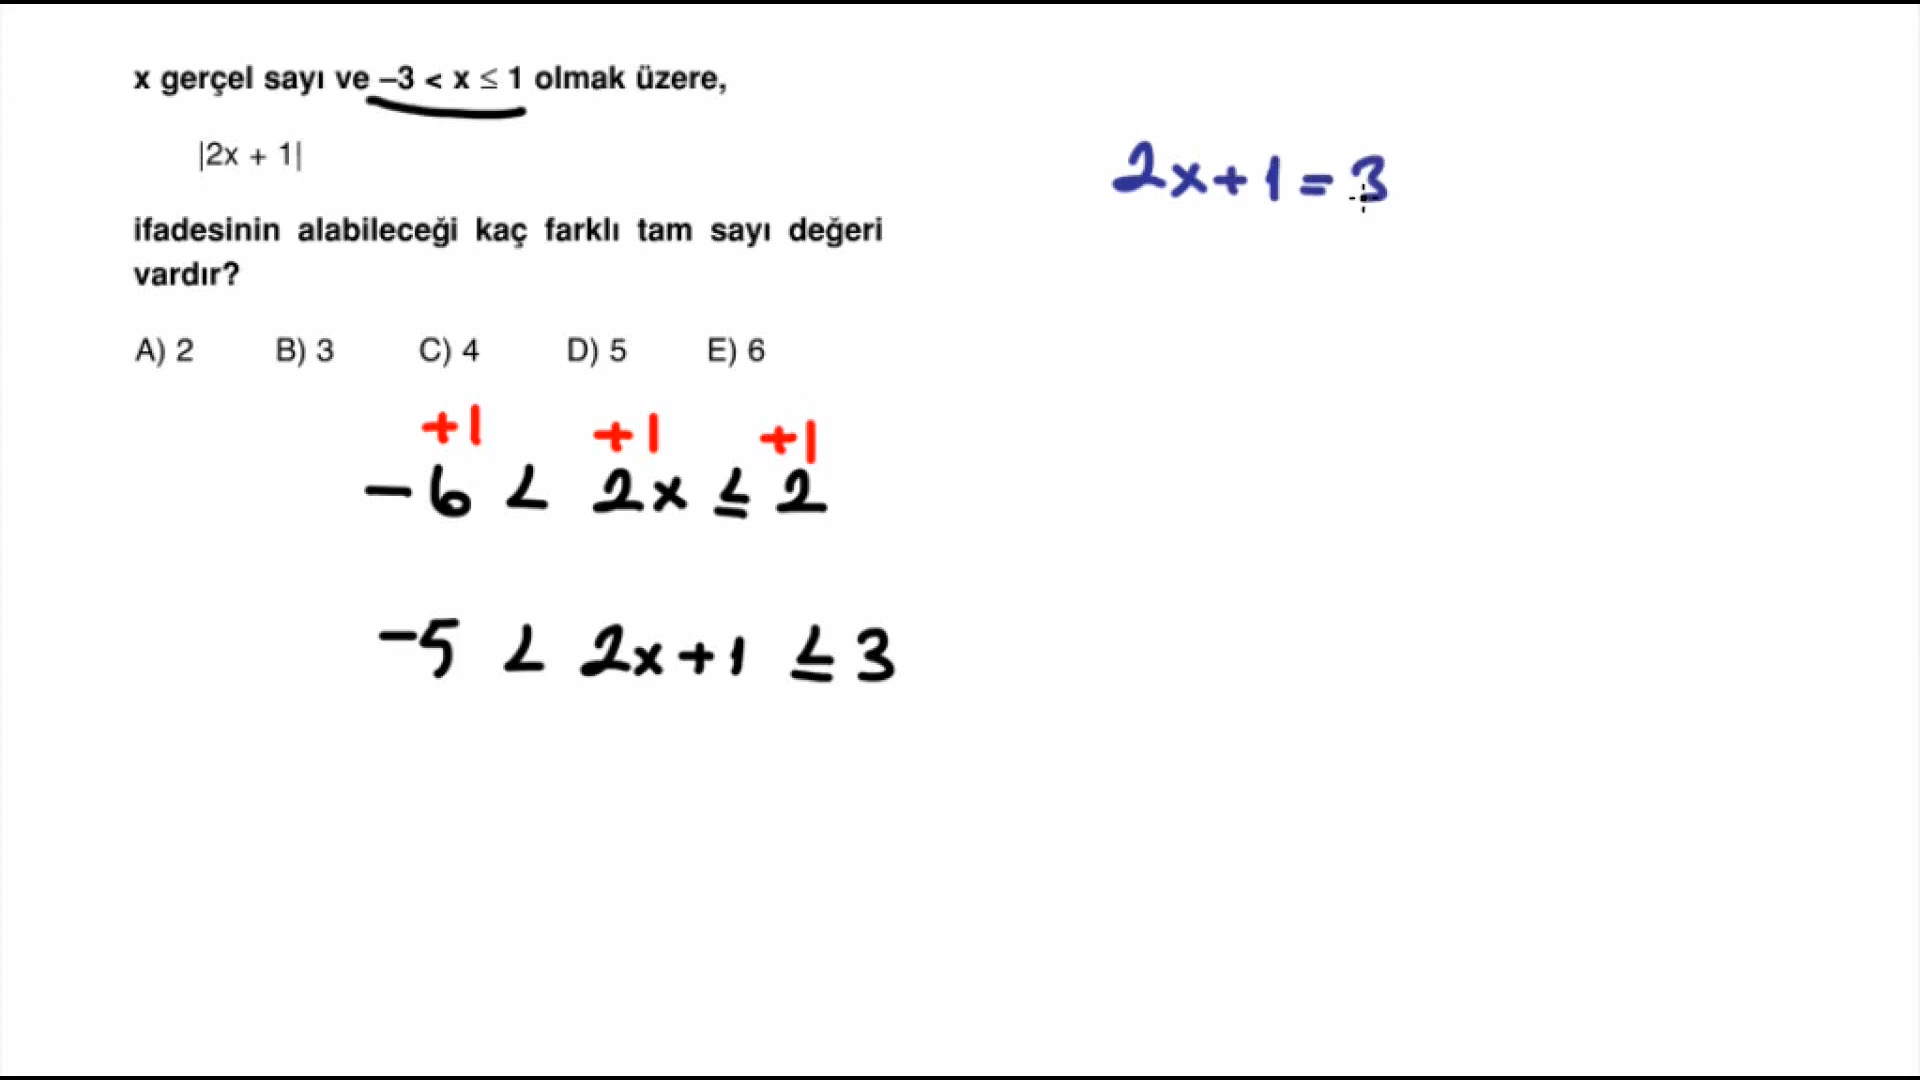 x gerçel sayı ve –3 < x ≤ 1 olmak üzere,
|2x + 1|
ifadesinin alabileceği kaç farklı tam sayı değeri
vardır?
A) 2 B) 3 C) 4 D) 5 E) 6
2x+1=3
+1 +1 +1
-6 < 2x ≤ 2
-5 < 2x+1 ≤ 3